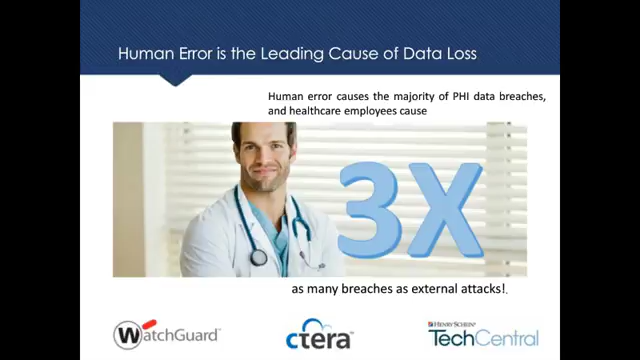 Human Error is the Leading Cause of Data Loss
Human error causes the majority of PHI data breaches,
and healthcare employees cause
3X
as many breaches as external attacks!.
WatchGuard
ctera
HENRY SCHEIN
TechCentral